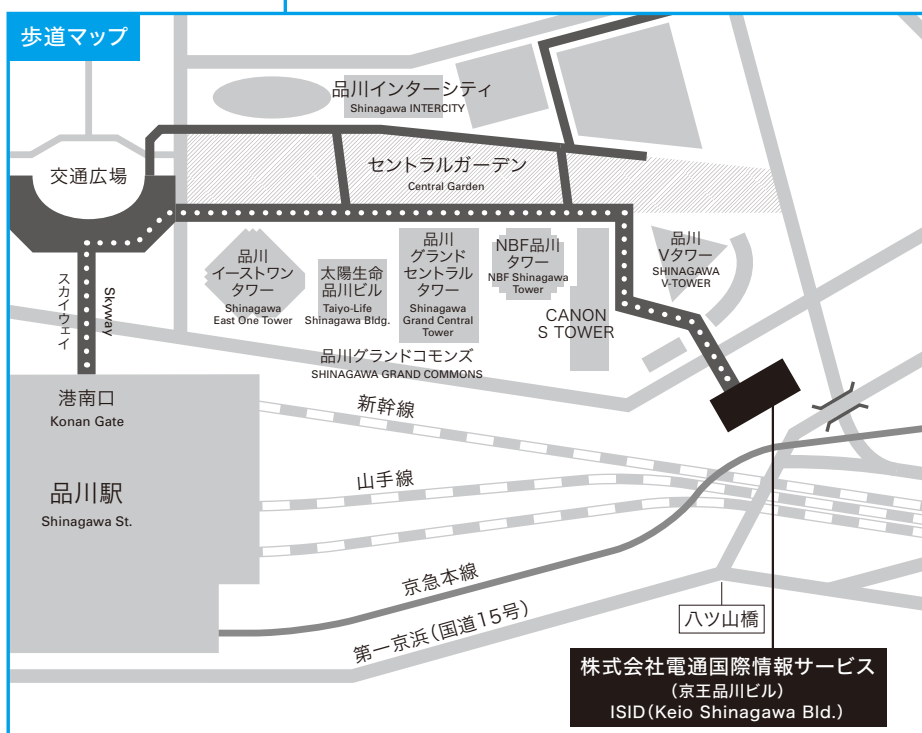 歩道マップ
品川インターシティ
Shinagawa INTERCITY
交通広場
セントラルガーデン
Central Garden
スカイウェイ
Skyway
品川
イーストワン
タワー
Shinagawa
East One Tower
太陽生命
品川ビル
Taiyo-Life
Shinagawa Bldg.
品川
グランド
セントラル
タワー
Shinagawa
Grand Central
Tower
NBF品川
タワー
NBF Shinagawa
Tower
CANON
S TOWER
品川
Vタワー
SHINAGAWA
V-TOWER
品川グランドコモンズ
SHINAGAWA GRAND COMMONS
港南口
Konan Gate
新幹線
品川駅
Shinagawa St.
山手線
京急本線
第一京浜(国道15号)
八ツ山橋
株式会社電通国際情報サービス
(京王品川ビル)
ISID(Keio Shinagawa Bld.)